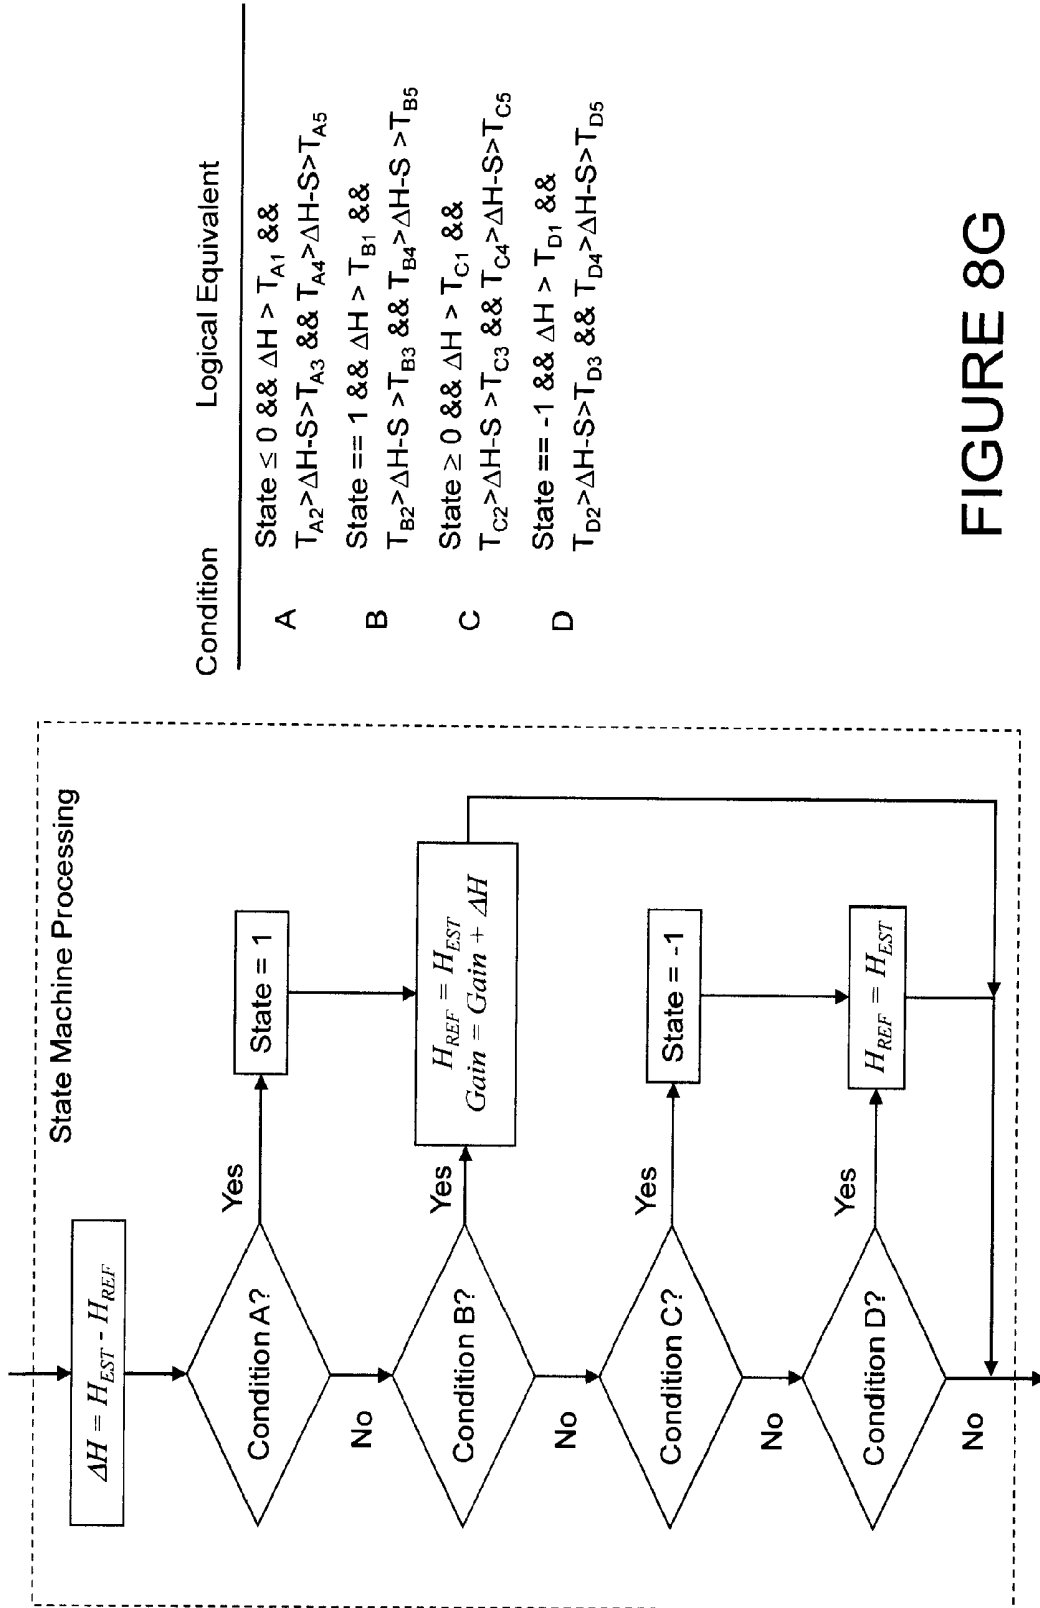 State Machine Processing
ΔH = H_EST - H_REF
Condition A?
Yes
State = 1
No
Condition B?
Yes
H_REF = H_EST
Gain = Gain + ΔH
No
Condition C?
Yes
State = -1
No
Condition D?
Yes
H_REF = H_EST
No
Condition Logical Equivalent
A State ≤ 0 && ΔH > T_A1 &&
T_A2>ΔH-S>T_A3 && T_A4>ΔH-S>T_A5
B State == 1 && ΔH > T_B1 &&
T_B2>ΔH-S >T_B3 && T_B4>ΔH-S >T_B5
C State ≥ 0 && ΔH > T_C1 &&
T_C2>ΔH-S >T_C3 && T_C4>ΔH-S>T_C5
D State == -1 && ΔH > T_D1 &&
T_D2>ΔH-S>T_D3 && T_D4>ΔH-S>T_D5
FIGURE 8G